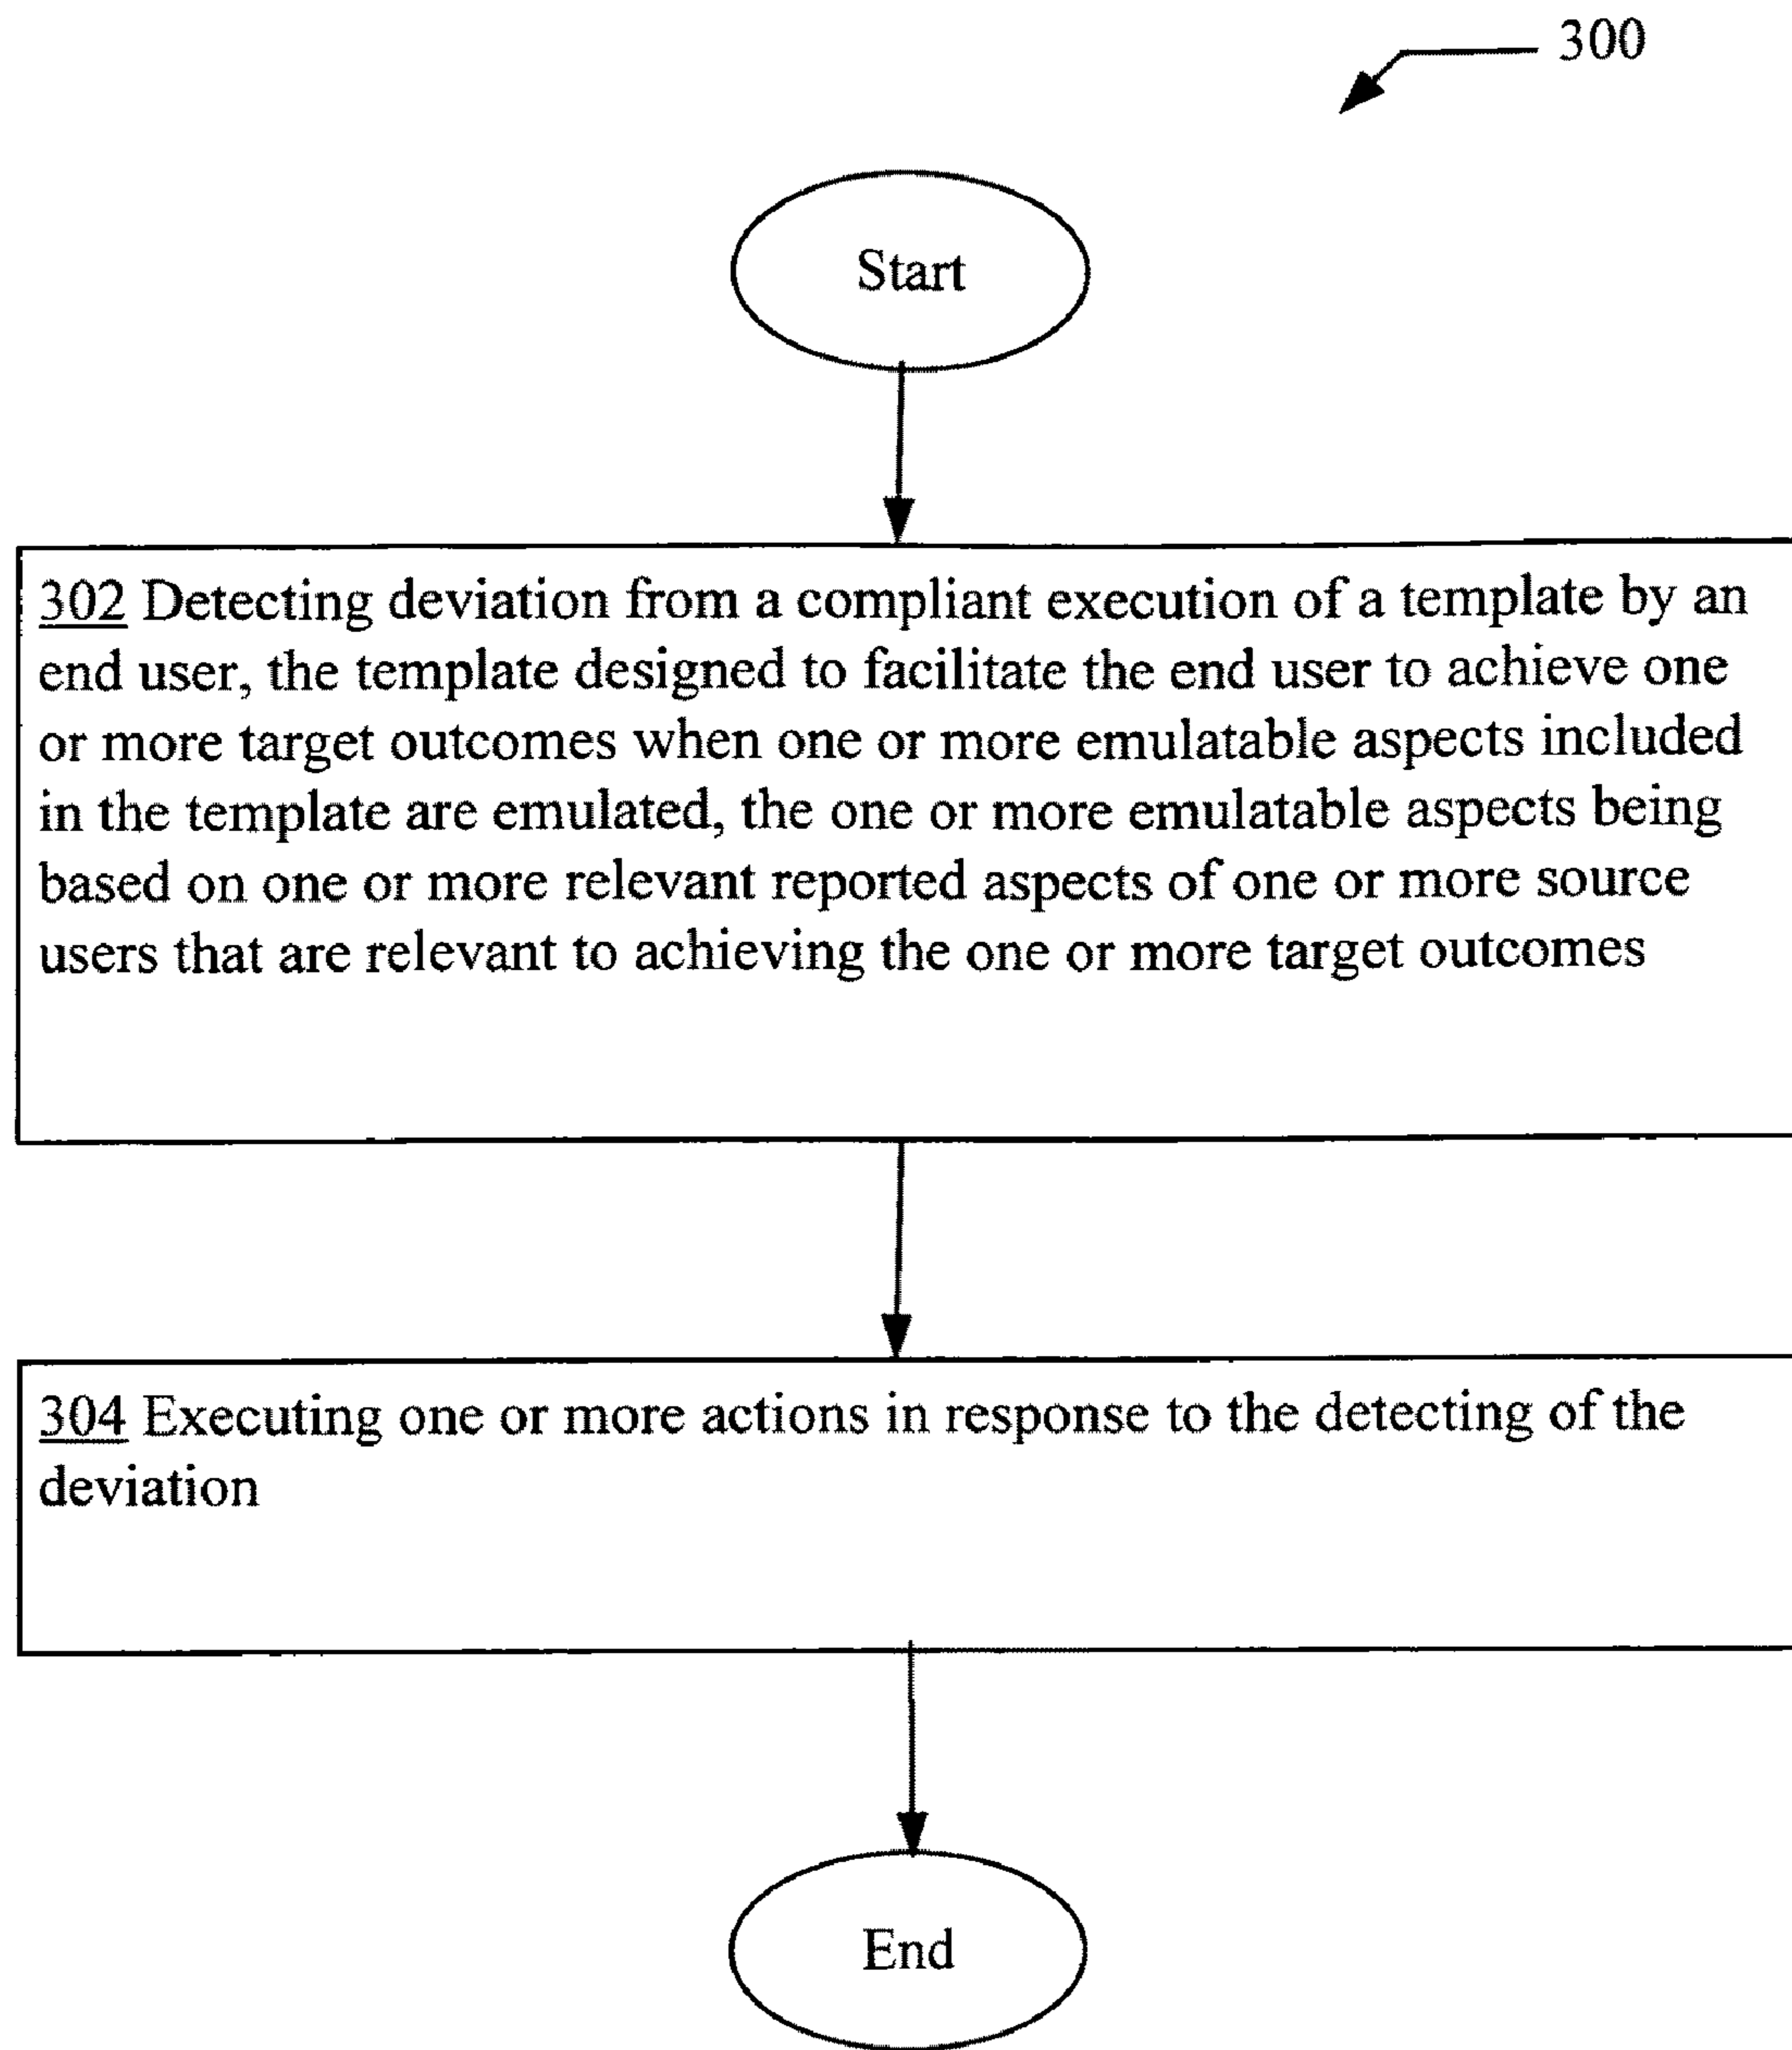 300
Start
302 Detecting deviation from a compliant execution of a template by an
end user, the template designed to facilitate the end user to achieve one
or more target outcomes when one or more emulatable aspects included
in the template are emulated, the one or more emulatable aspects being
based on one or more relevant reported aspects of one or more source
users that are relevant to achieving the one or more target outcomes
304 Executing one or more actions in response to the detecting of the
deviation
End